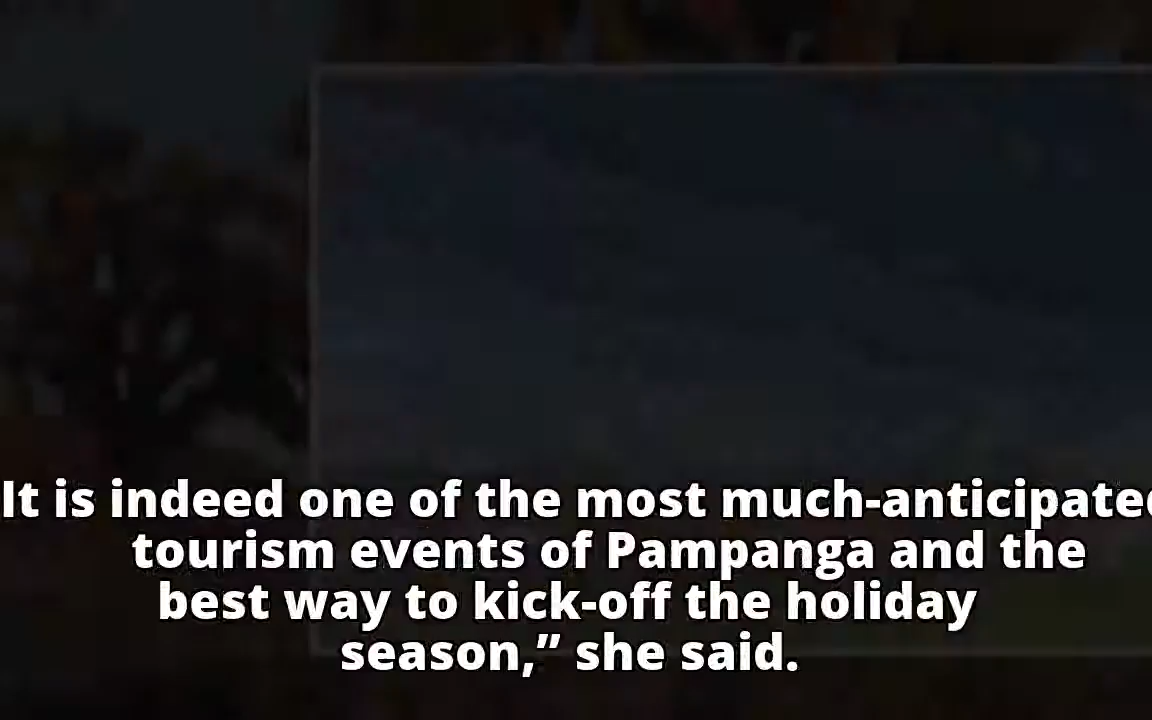 It is indeed one of the most much-anticipated
tourism events of Pampanga and the
best way to kick-off the holiday
season,” she said.